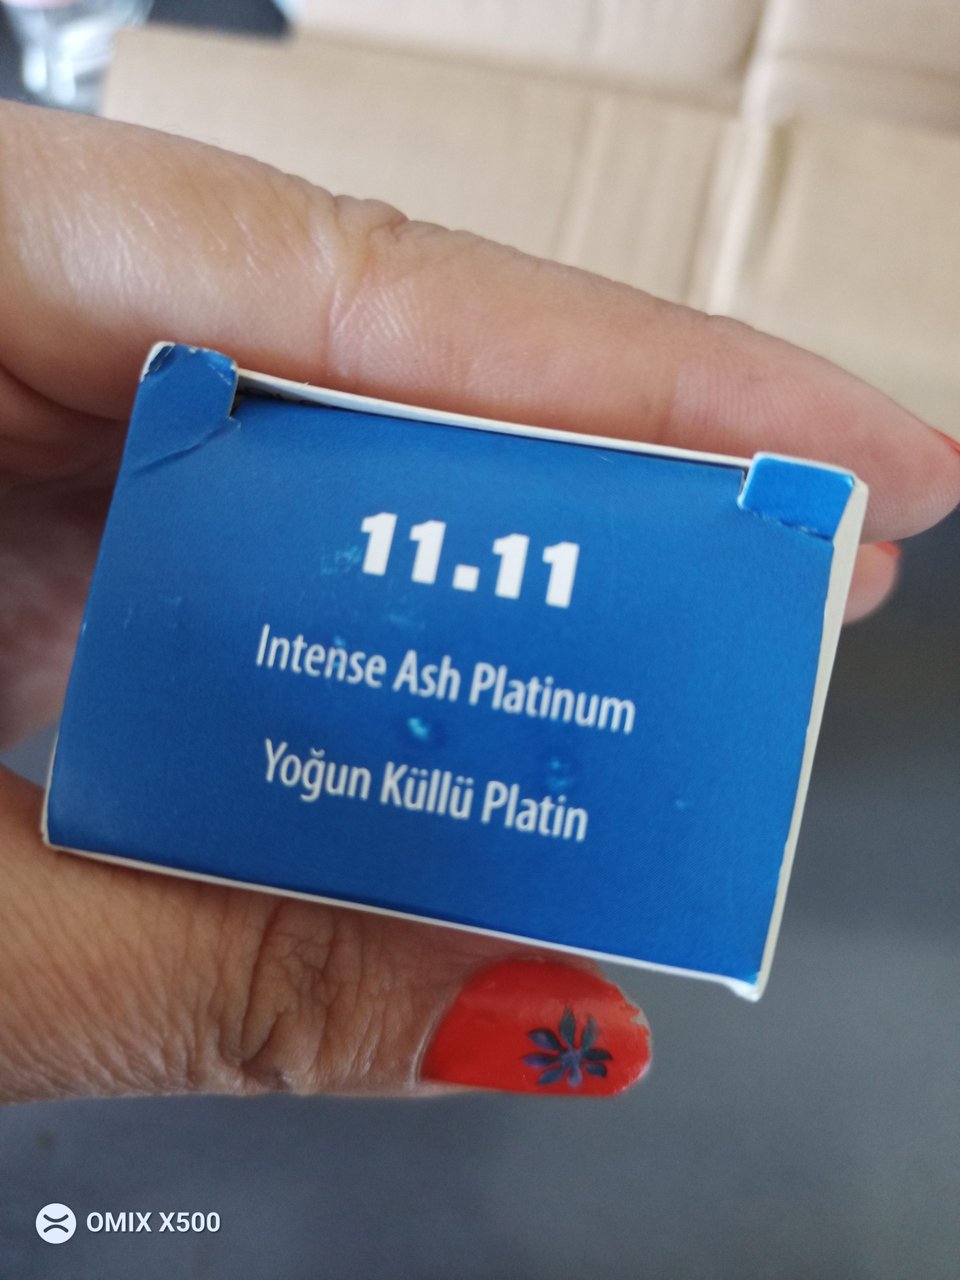 11.11
Intense Ash Platinum
Yoğun Küllü Platin
OMIX X500